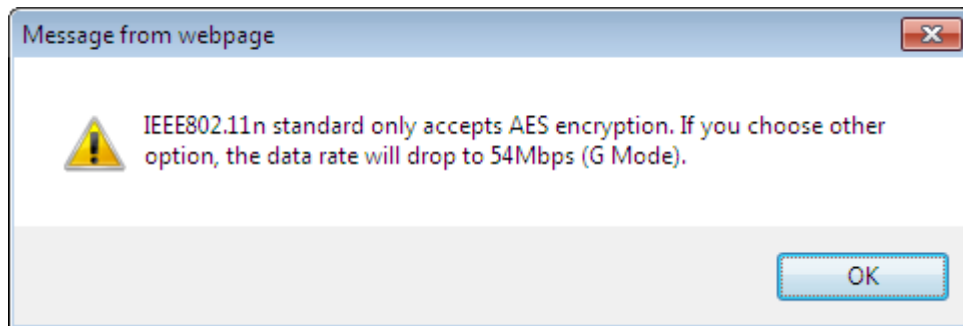 Message from webpage
IEEE802.11n standard only accepts AES encryption. If you choose other
option, the data rate will drop to 54Mbps (G Mode).
OK